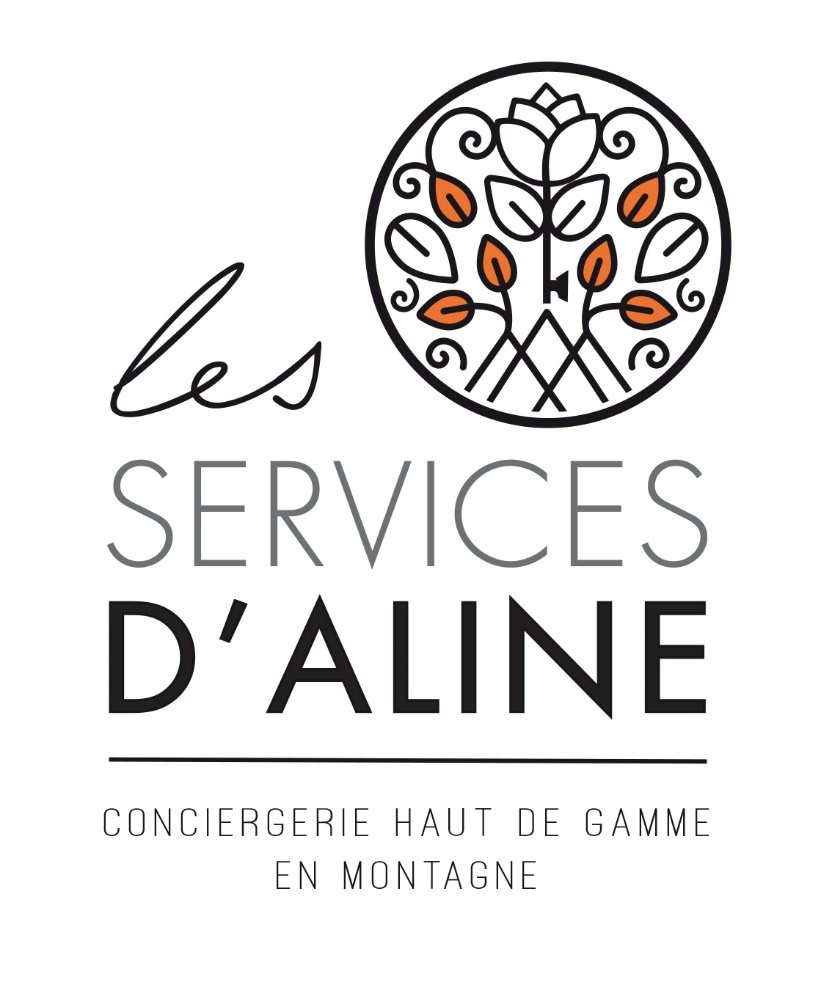 les
SERVICES
D'ALINE
CONCIERGERIE HAUT DE GAMME
EN MONTAGNE